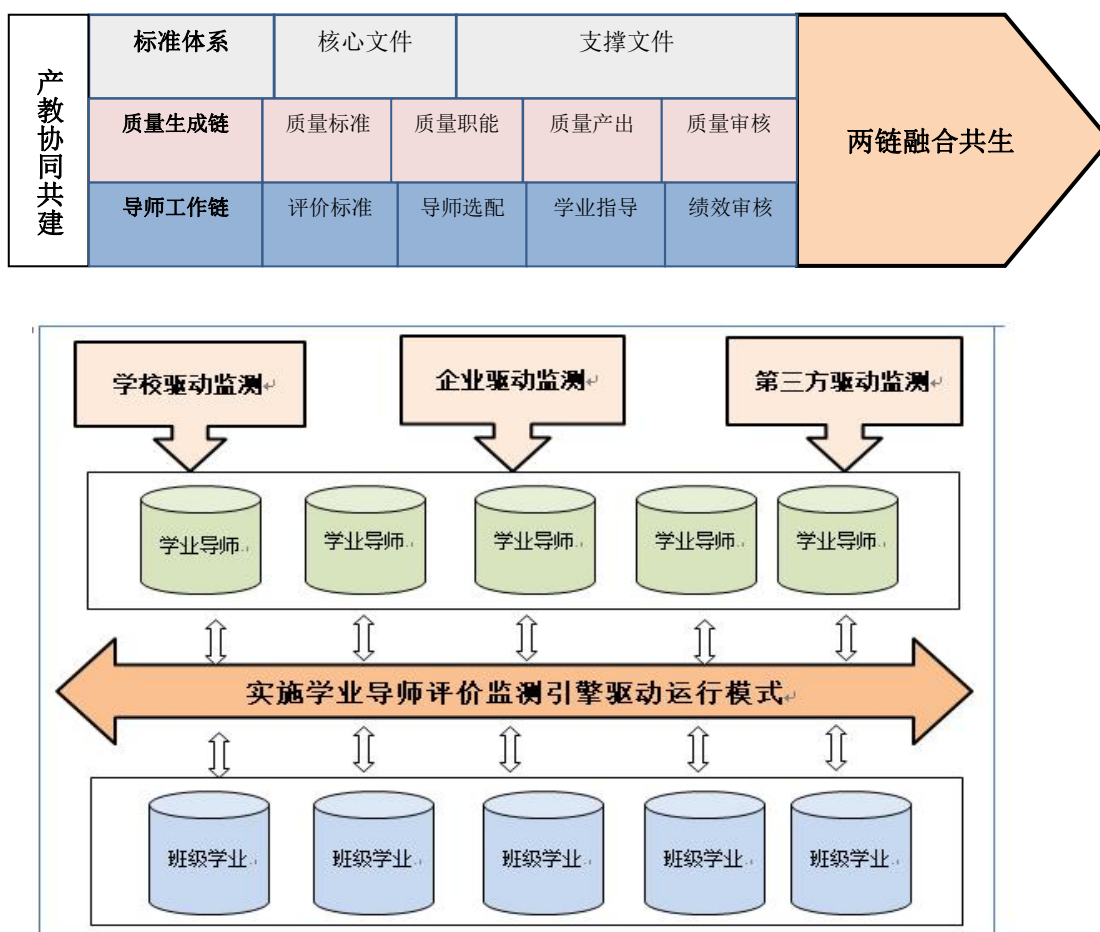 产教协同共建
标准体系 核心文件 支撑文件
质量生成链 质量标准 质量职能 质量产出 质量审核
导师工作链 评价标准 导师选配 学业指导 绩效审核
两链融合共生
学校驱动监测 企业驱动监测 第三方驱动监测
学业导师 学业导师 学业导师 学业导师 学业导师
实施学业导师评价监测引擎驱动运行模式
班级学业 班级学业 班级学业 班级学业 班级学业